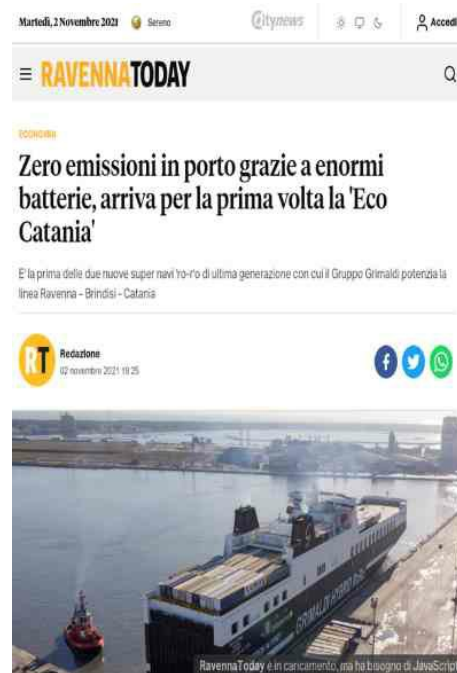 Martedì, 2 Novembre 2021 Sereno Citynews Accedi
RAVENNATODAY
ECONOMIA
Zero emissioni in porto grazie a enormi
batterie, arriva per la prima volta la 'Eco
Catania'
E' la prima delle due nuove super navi 'ro-r'o di ultima generazione con cui il Gruppo Grimaldi potenzia la
linea Ravenna – Brindisi – Catania
RT
Redazione
02 novembre 2021 19:25
GRIMALDI HYBRID RoRo
RavennaToday è in caricamento, ma ha bisogno di JavaScript